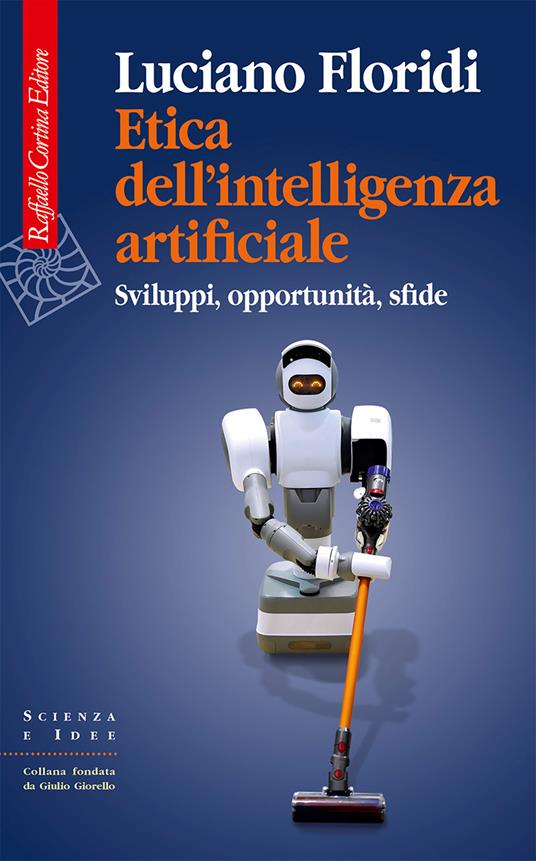 Raffaello Cortina Editore
Luciano Floridi
Etica
dell'intelligenza
artificiale
Sviluppi, opportunità, sfide
SCIENZA
E IDEE
Collana fondata
da Giulio Giorello